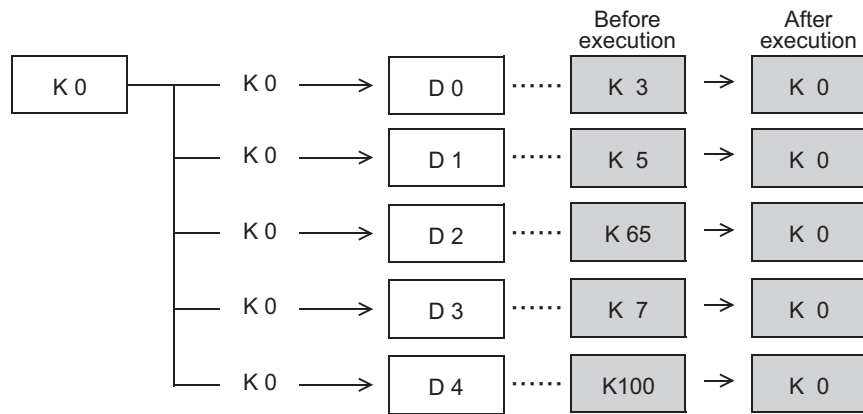 Before execution
After execution
K 0
K 0
D 0
K 3
K 0
K 0
D 1
K 5
K 0
K 0
D 2
K 65
K 0
K 0
D 3
K 7
K 0
K 0
D 4
K100
K 0